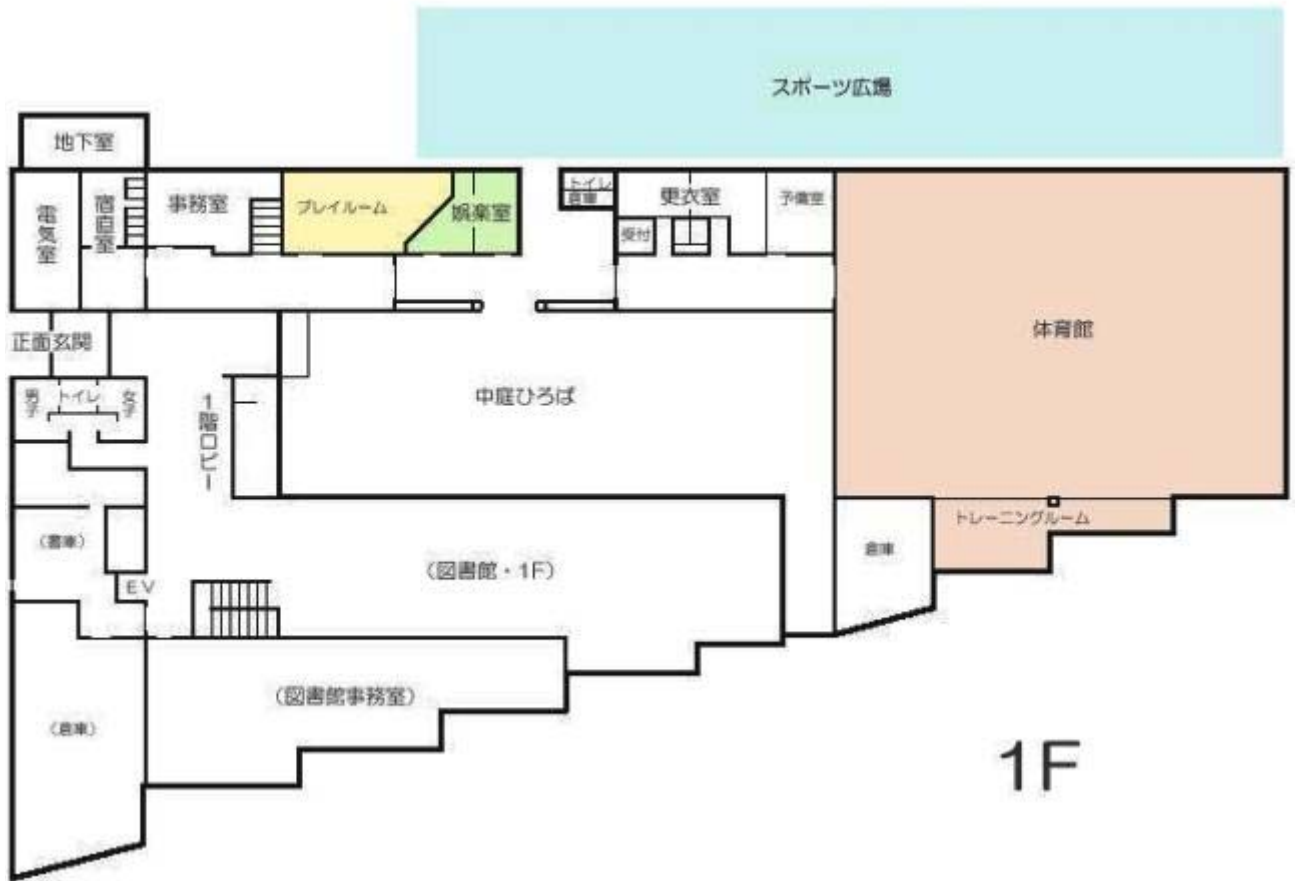 スポーツ広場
地下室
電気室
宿直室
事務室
プレイルーム
娯楽室
トイレ
倉庫
更衣室
受付
予備室
体育館
正面玄関
男子
トイレ
女子
1階ロビー
中庭ひろば
トレーニングルーム
倉庫
(書庫)
EV
(図書館・1F)
(図書館事務室)
(倉庫)
1F